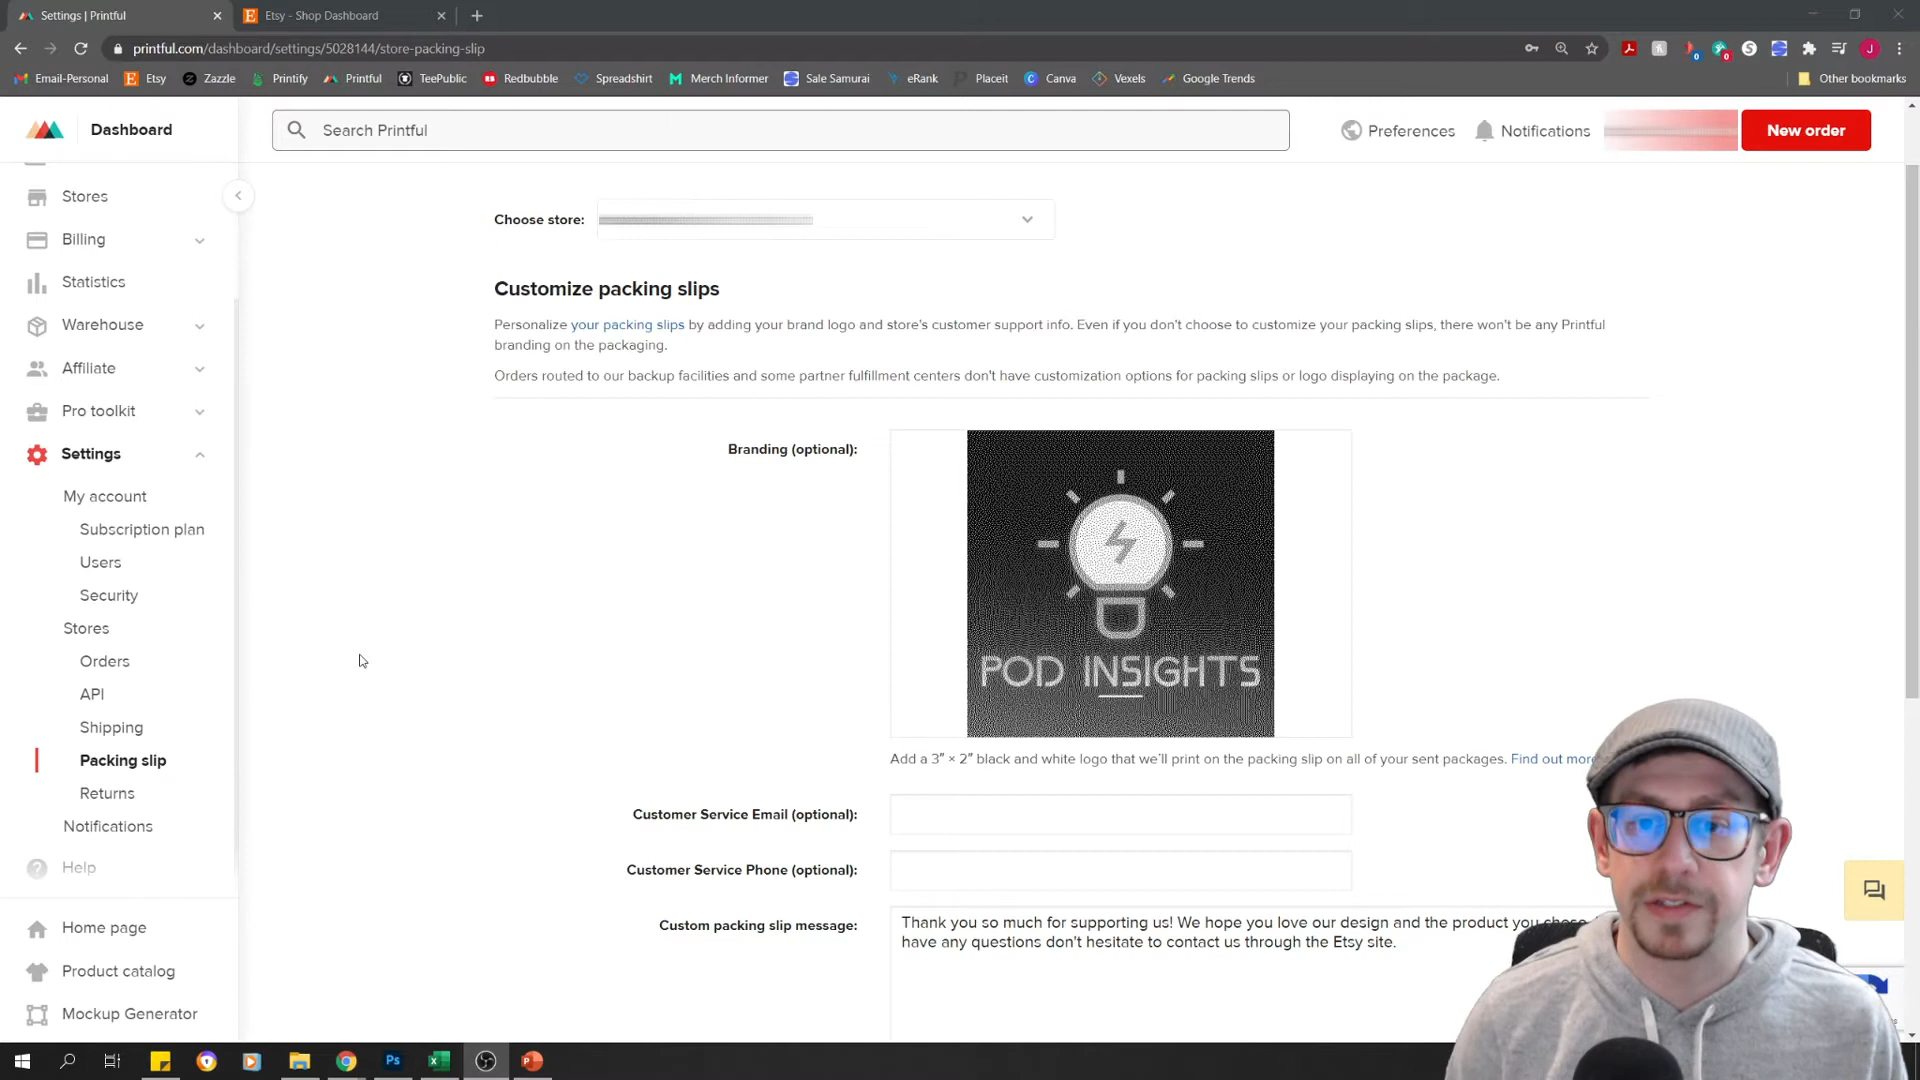 Settings | Printful
Etsy - Shop Dashboard
printful.com/dashboard/settings/5028144/store-packing-slip
Email-Personal
Etsy
Zazzle
Printify
Printful
TeePublic
Redbubble
Spreadshirt
Merch Informer
Sale Samurai
eRank
Placeit
Canva
Vexels
Google Trends
Other bookmarks
Dashboard
Search Printful
Preferences
Notifications
New order
Stores
Billing
Statistics
Warehouse
Affiliate
Pro toolkit
Settings
My account
Subscription plan
Users
Security
Stores
Orders
API
Shipping
Packing slip
Returns
Notifications
Help
Home page
Product catalog
Mockup Generator
Choose store:
Customize packing slips
Personalize your packing slips by adding your brand logo and store's customer support info. Even if you don't choose to customize your packing slips, there won't be any Printful
branding on the packaging.
Orders routed to our backup facilities and some partner fulfillment centers don't have customization options for packing slips or logo displaying on the package.
Branding (optional):
POD INSIGHTS
Add a 3" × 2" black and white logo that we'll print on the packing slip on all of your sent packages. Find out more
Customer Service Email (optional):
Customer Service Phone (optional):
Custom packing slip message:
Thank you so much for supporting us! We hope you love our design and the product you chose.
have any questions don't hesitate to contact us through the Etsy site.